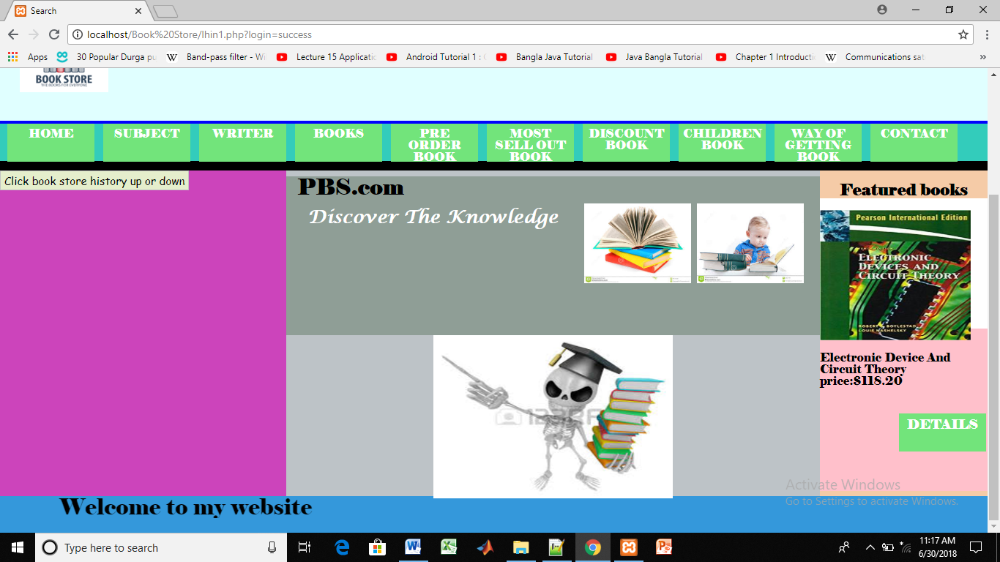 Search
localhost/Book%20Store/lhin1.php?login=success
Apps
30 Popular Durga pu
Band-pass filter - Wi
Lecture 15 Applicatic
Android Tutorial 1 :
Bangla Java Tutorial
Java Bangla Tutorial
Chapter 1 Introducti
Communications sat
»
BOOK STORE
THE BOOKS FOR EVERYONE
HOME
SUBJECT
WRITER
BOOKS
PRE
ORDER
BOOK
MOST
SELL OUT
BOOK
DISCOUNT
BOOK
CHILDREN
BOOK
WAY OF
GETTING
BOOK
CONTACT
Click book store history up or down
PBS.com
Discover The Knowledge
Featured books
Pearson International Edition
ELECTRONIC
DEVICES AND
CIRCUIT THEORY
ROBERT L. BOYLESTAD
LOUIS NASHELSKY
123RF
Electronic Device And
Circuit Theory
price:$118.20
DETAILS
Activate Windows
Go to Settings to activate Windows.
Welcome to my website
Type here to search
11:17 AM
6/30/2018